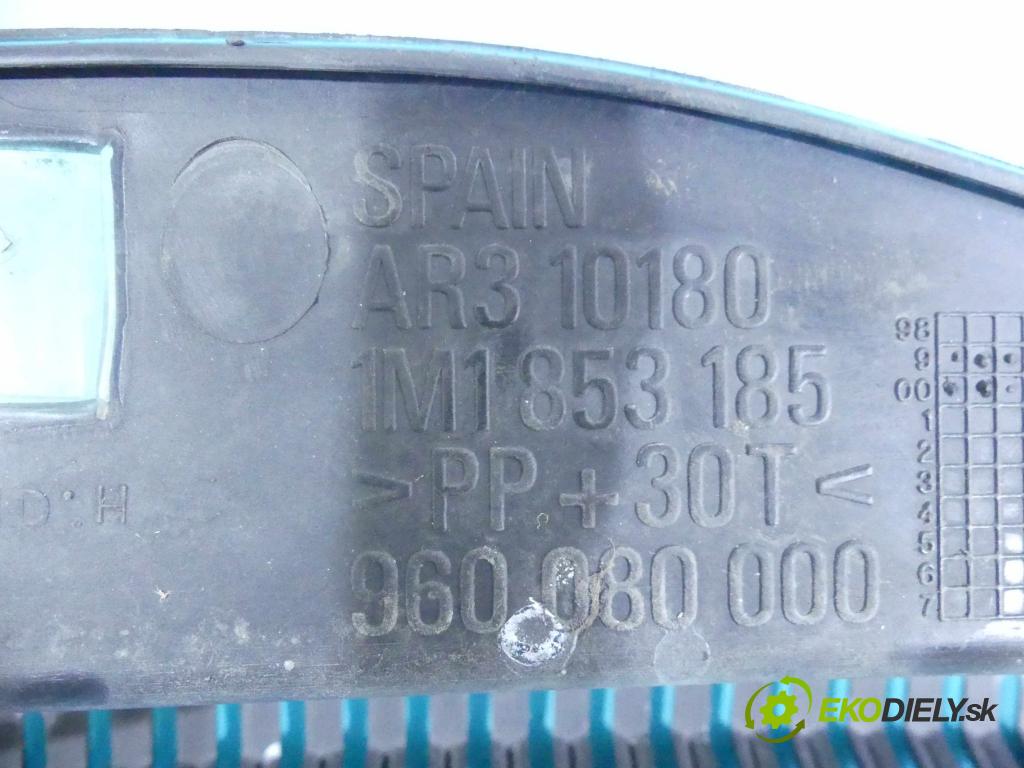 SPAIN
AR3 10180
1M1 853 185
>PP+30T<
960 080 000
D:H
98
9
00
1
2
3
4
5
6
7
EKODIELY.sk